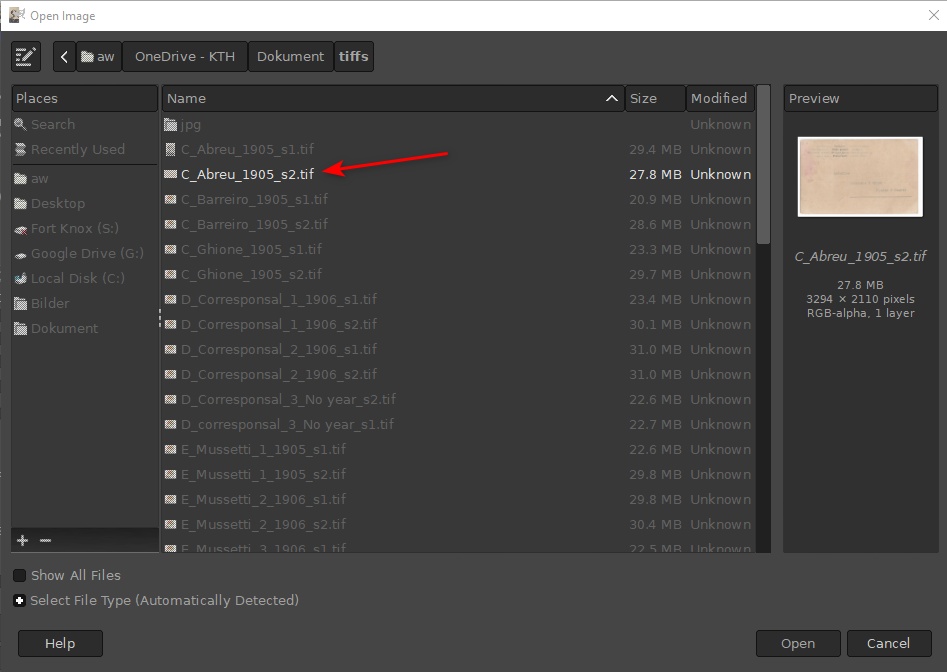 Open Image
aw
OneDrive - KTH
Dokument
tiffs
Places
Search
Recently Used
aw
Desktop
Fort Knox (S:)
Google Drive (G:)
Local Disk (C:)
Bilder
Dokument
Name Size Modified
jpg Unknown
C_Abreu_1905_s1.tif 29.4 MB Unknown
C_Abreu_1905_s2.tif 27.8 MB Unknown
C_Barreiro_1905_s1.tif 20.9 MB Unknown
C_Barreiro_1905_s2.tif 28.6 MB Unknown
C_Ghione_1905_s1.tif 23.3 MB Unknown
C_Ghione_1905_s2.tif 29.7 MB Unknown
D_Corresponsal_1_1906_s1.tif 23.4 MB Unknown
D_Corresponsal_1_1906_s2.tif 30.1 MB Unknown
D_Corresponsal_2_1906_s1.tif 31.0 MB Unknown
D_Corresponsal_2_1906_s2.tif 31.0 MB Unknown
D_Corresponsal_3_No year_s2.tif 22.6 MB Unknown
D_corresponsal_3_No year_s1.tif 22.7 MB Unknown
E_Mussetti_1_1905_s1.tif 22.6 MB Unknown
E_Mussetti_1_1905_s2.tif 29.8 MB Unknown
E_Mussetti_2_1906_s1.tif 29.8 MB Unknown
E_Mussetti_2_1906_s2.tif 30.4 MB Unknown
E_Mussetti_3_1906_s1.tif 22.5 MB Unknown
Preview
C_Abreu_1905_s2.tif
27.8 MB
3294 × 2110 pixels
RGB-alpha, 1 layer
Show All Files
Select File Type (Automatically Detected)
Help
Open
Cancel